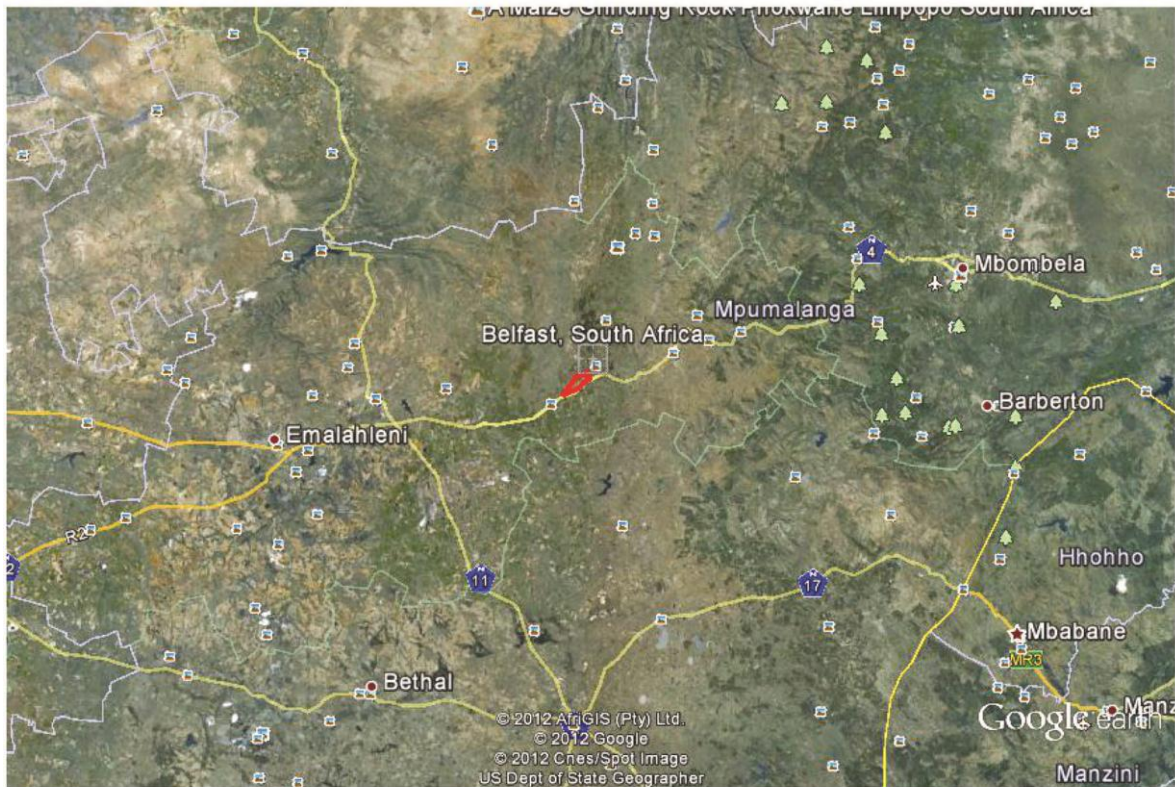 A Maize Grinding Rock Phokwane Limpopo South Africa
4
Mbombela
Mpumalanga
Belfast, South Africa
Barberton
Emalahleni
R2
2
Hhohho
11
17
Mbabane
MR3
Bethal
Manz
© 2012 AfriGIS (Pty) Ltd.
© 2012 Google
© 2012 Cnes/Spot Image
US Dept of State Geographer
Google earth
Manzini